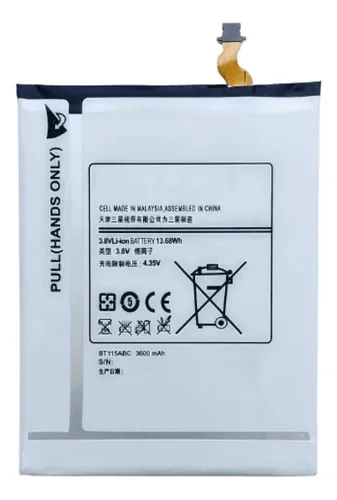 PULL(HANDS ONLY)
CELL MADE IN MALAYSIA,ASSEMBLED IN CHINA
天津三星视界有限公司为三星制造
3.8VLi-ion BATTERY 13.68Wh
类型: 3.8V 锂离子
充电限制电压: 4.35V
5
CE
BT115ABC 3600 mAh
S/N:
生产日期: